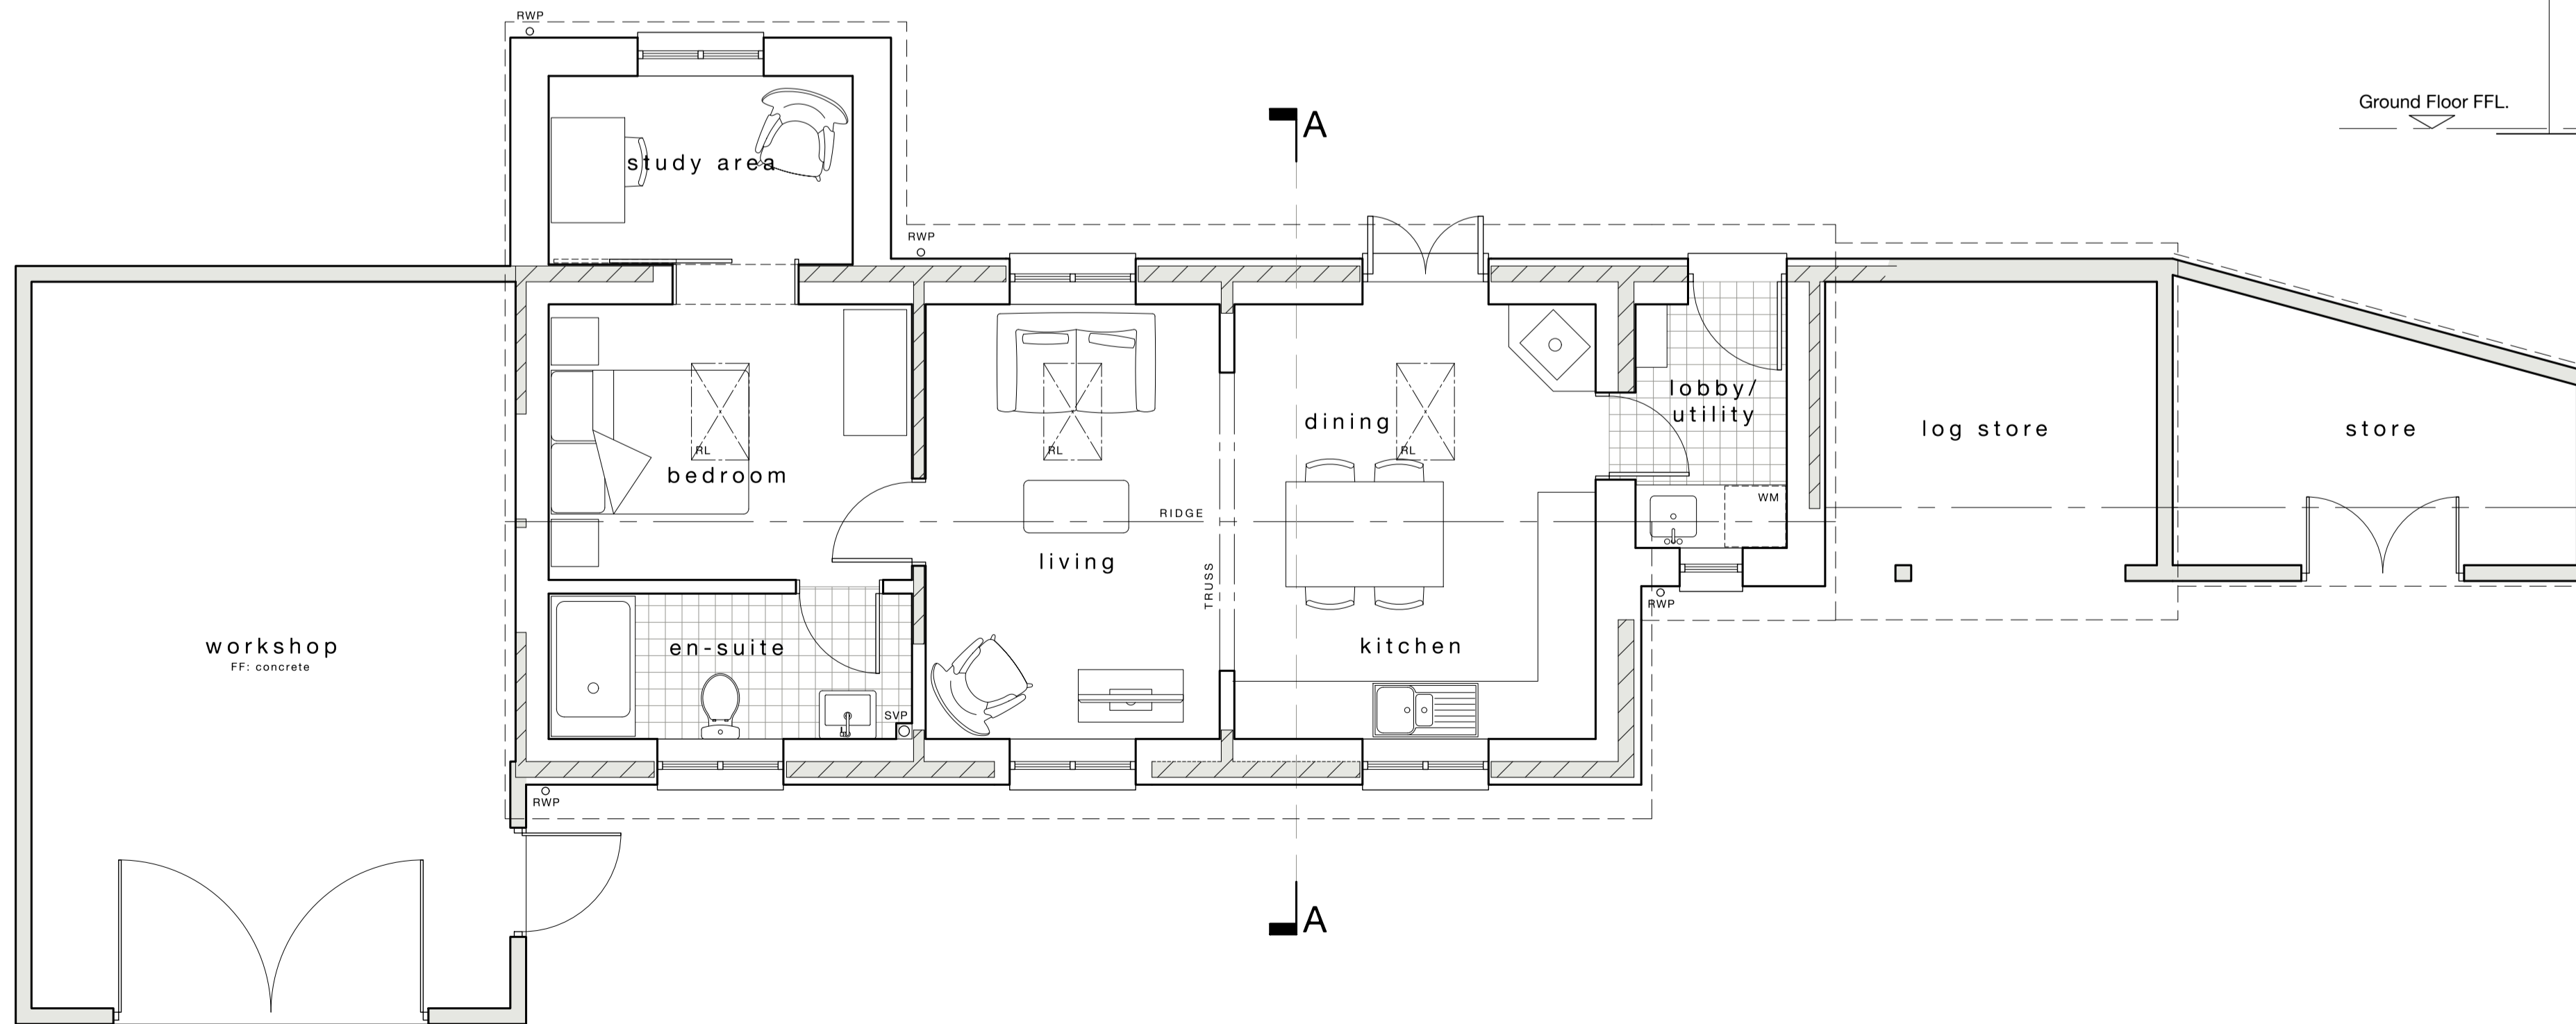 RWP
Ground Floor FFL.
A
study area
RWP
lobby/
utility
dining
log store
store
RL
RL
RL
bedroom
WM
RIDGE
living
TRUSS
RWP
workshop
FF: concrete
en-suite
kitchen
SVP
RWP
A